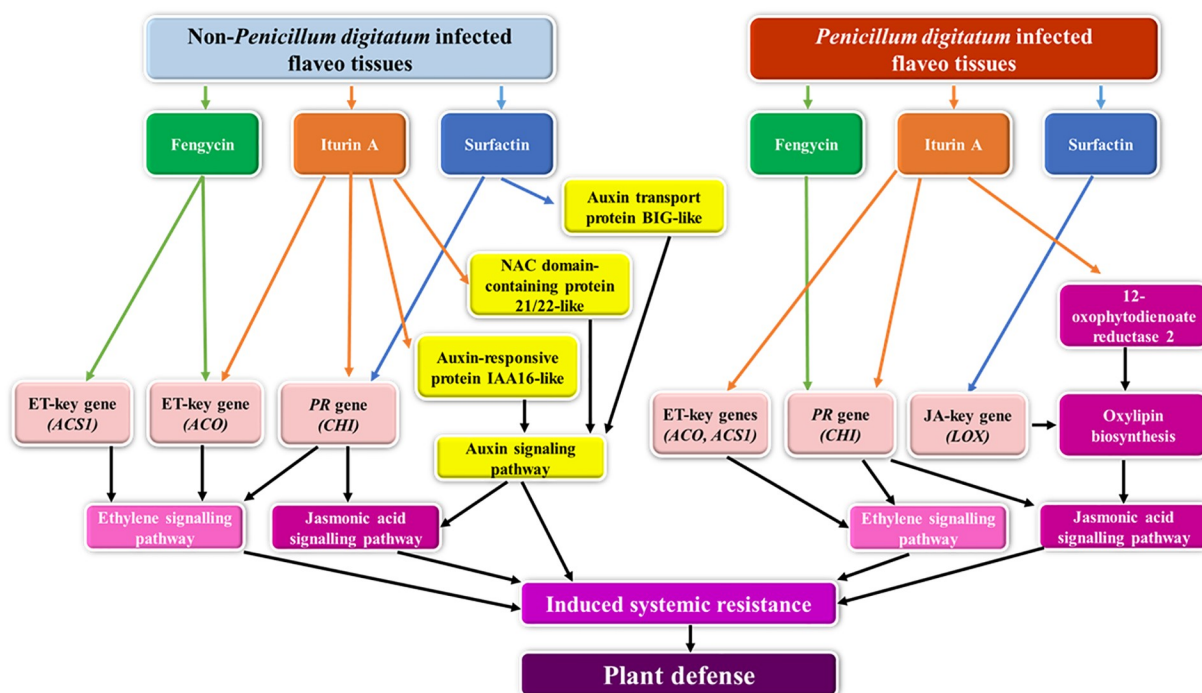 Non-Penicillum digitatum infected
flaveo tissues
Penicillum digitatum infected
flaveo tissues
Fengycin
Iturin A
Surfactin
Fengycin
Iturin A
Surfactin
Auxin transport
protein BIG-like
NAC domain-
containing protein
21/22-like
12-
oxophytodienoate
reductase 2
Auxin-responsive
protein IAA16-like
ET-key gene
(ACS1)
ET-key gene
(ACO)
PR gene
(CHI)
ET-key genes
(ACO, ACS1)
PR gene
(CHI)
JA-key gene
(LOX)
Oxylipin
biosynthesis
Auxin signaling
pathway
Ethylene signalling
pathway
Jasmonic acid
signalling pathway
Ethylene signalling
pathway
Jasmonic acid
signalling pathway
Induced systemic resistance
Plant defense